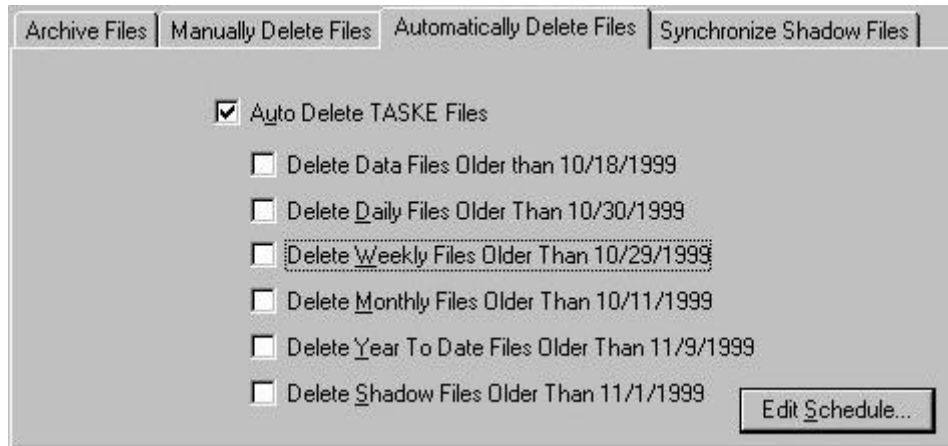 Archive Files Manually Delete Files Automatically Delete Files Synchronize Shadow Files
Auto Delete TASKE Files
Delete Data Files Older than 10/18/1999
Delete Daily Files Older Than 10/30/1999
Delete Weekly Files Older Than 10/29/1999
Delete Monthly Files Older Than 10/11/1999
Delete Year To Date Files Older Than 11/9/1999
Delete Shadow Files Older Than 11/1/1999
Edit Schedule...